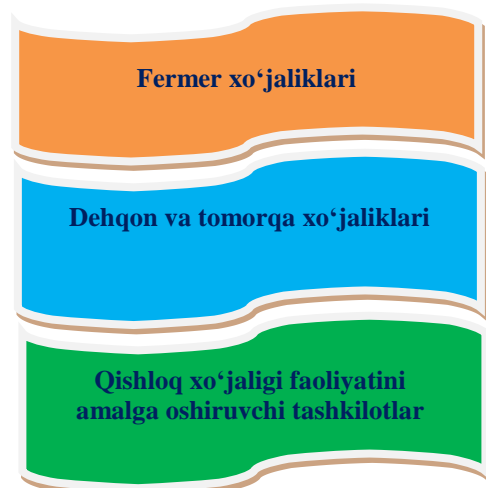 Fermer xo‘jaliklari
Dehqon va tomorqa xo‘jaliklari
Qishloq xo‘jaligi faoliyatini
amalga oshiruvchi tashkilotlar